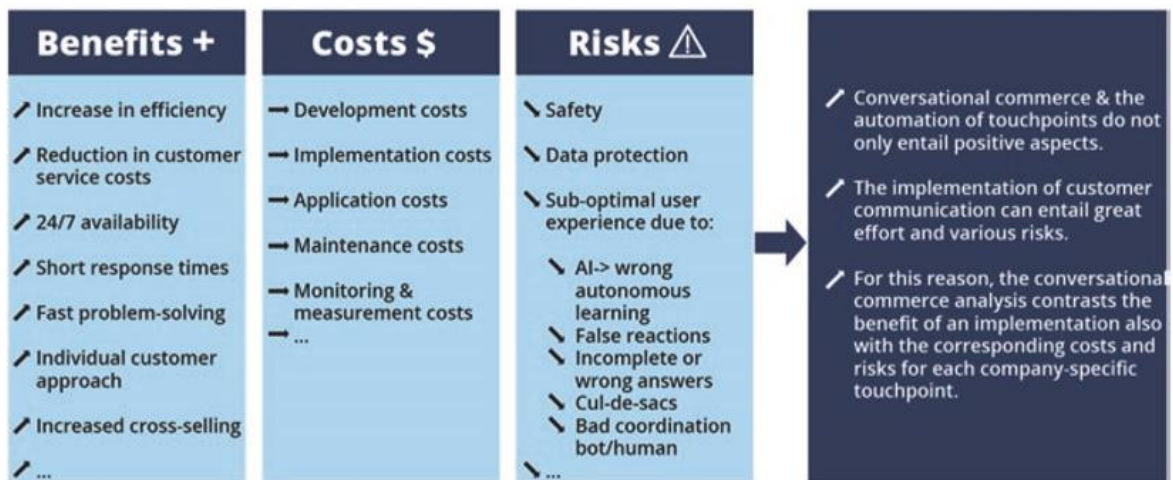 Benefits +
Increase in efficiency
Reduction in customer
service costs
24/7 availability
Short response times
Fast problem-solving
Individual customer
approach
Increased cross-selling
...
Costs $
Development costs
Implementation costs
Application costs
Maintenance costs
Monitoring &
measurement costs
...
Risks
Safety
Data protection
Sub-optimal user
experience due to:
AI-> wrong
autonomous
learning
False reactions
Incomplete or
wrong answers
Cul-de-sacs
Bad coordination
bot/human
...
Conversational commerce & the
automation of touchpoints do not
only entail positive aspects.
The implementation of customer
communication can entail great
effort and various risks.
For this reason, the conversational
commerce analysis contrasts the
benefit of an implementation also
with the corresponding costs and
risks for each company-specific
touchpoint.